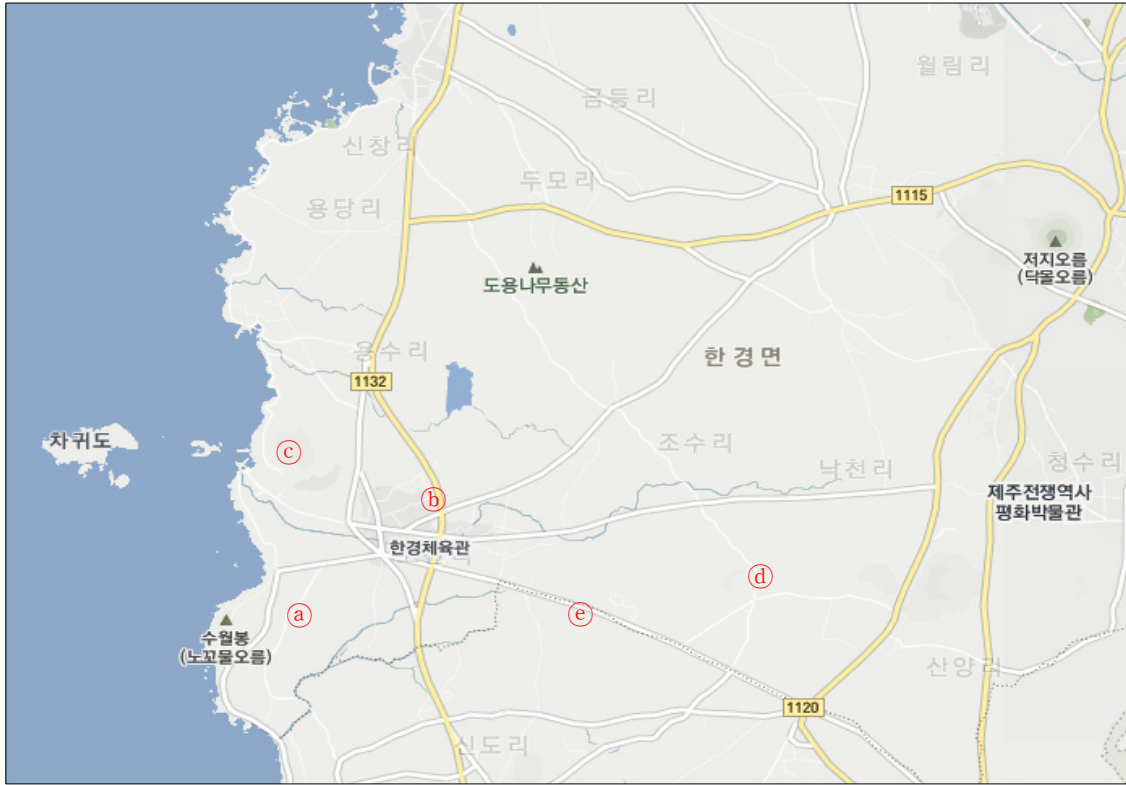 월림리
금등리
신창리
두모리
용당리
1115
저지오름
(닥몰오름)
도용나무동산
용수리
한경면
1132
차귀도
ⓒ
조수리
낙천리
청수리
ⓑ
제주전쟁역사
평화박물관
한경체육관
ⓓ
ⓐ
ⓔ
수월봉
(노꼬물오름)
산양리
1120
신도리